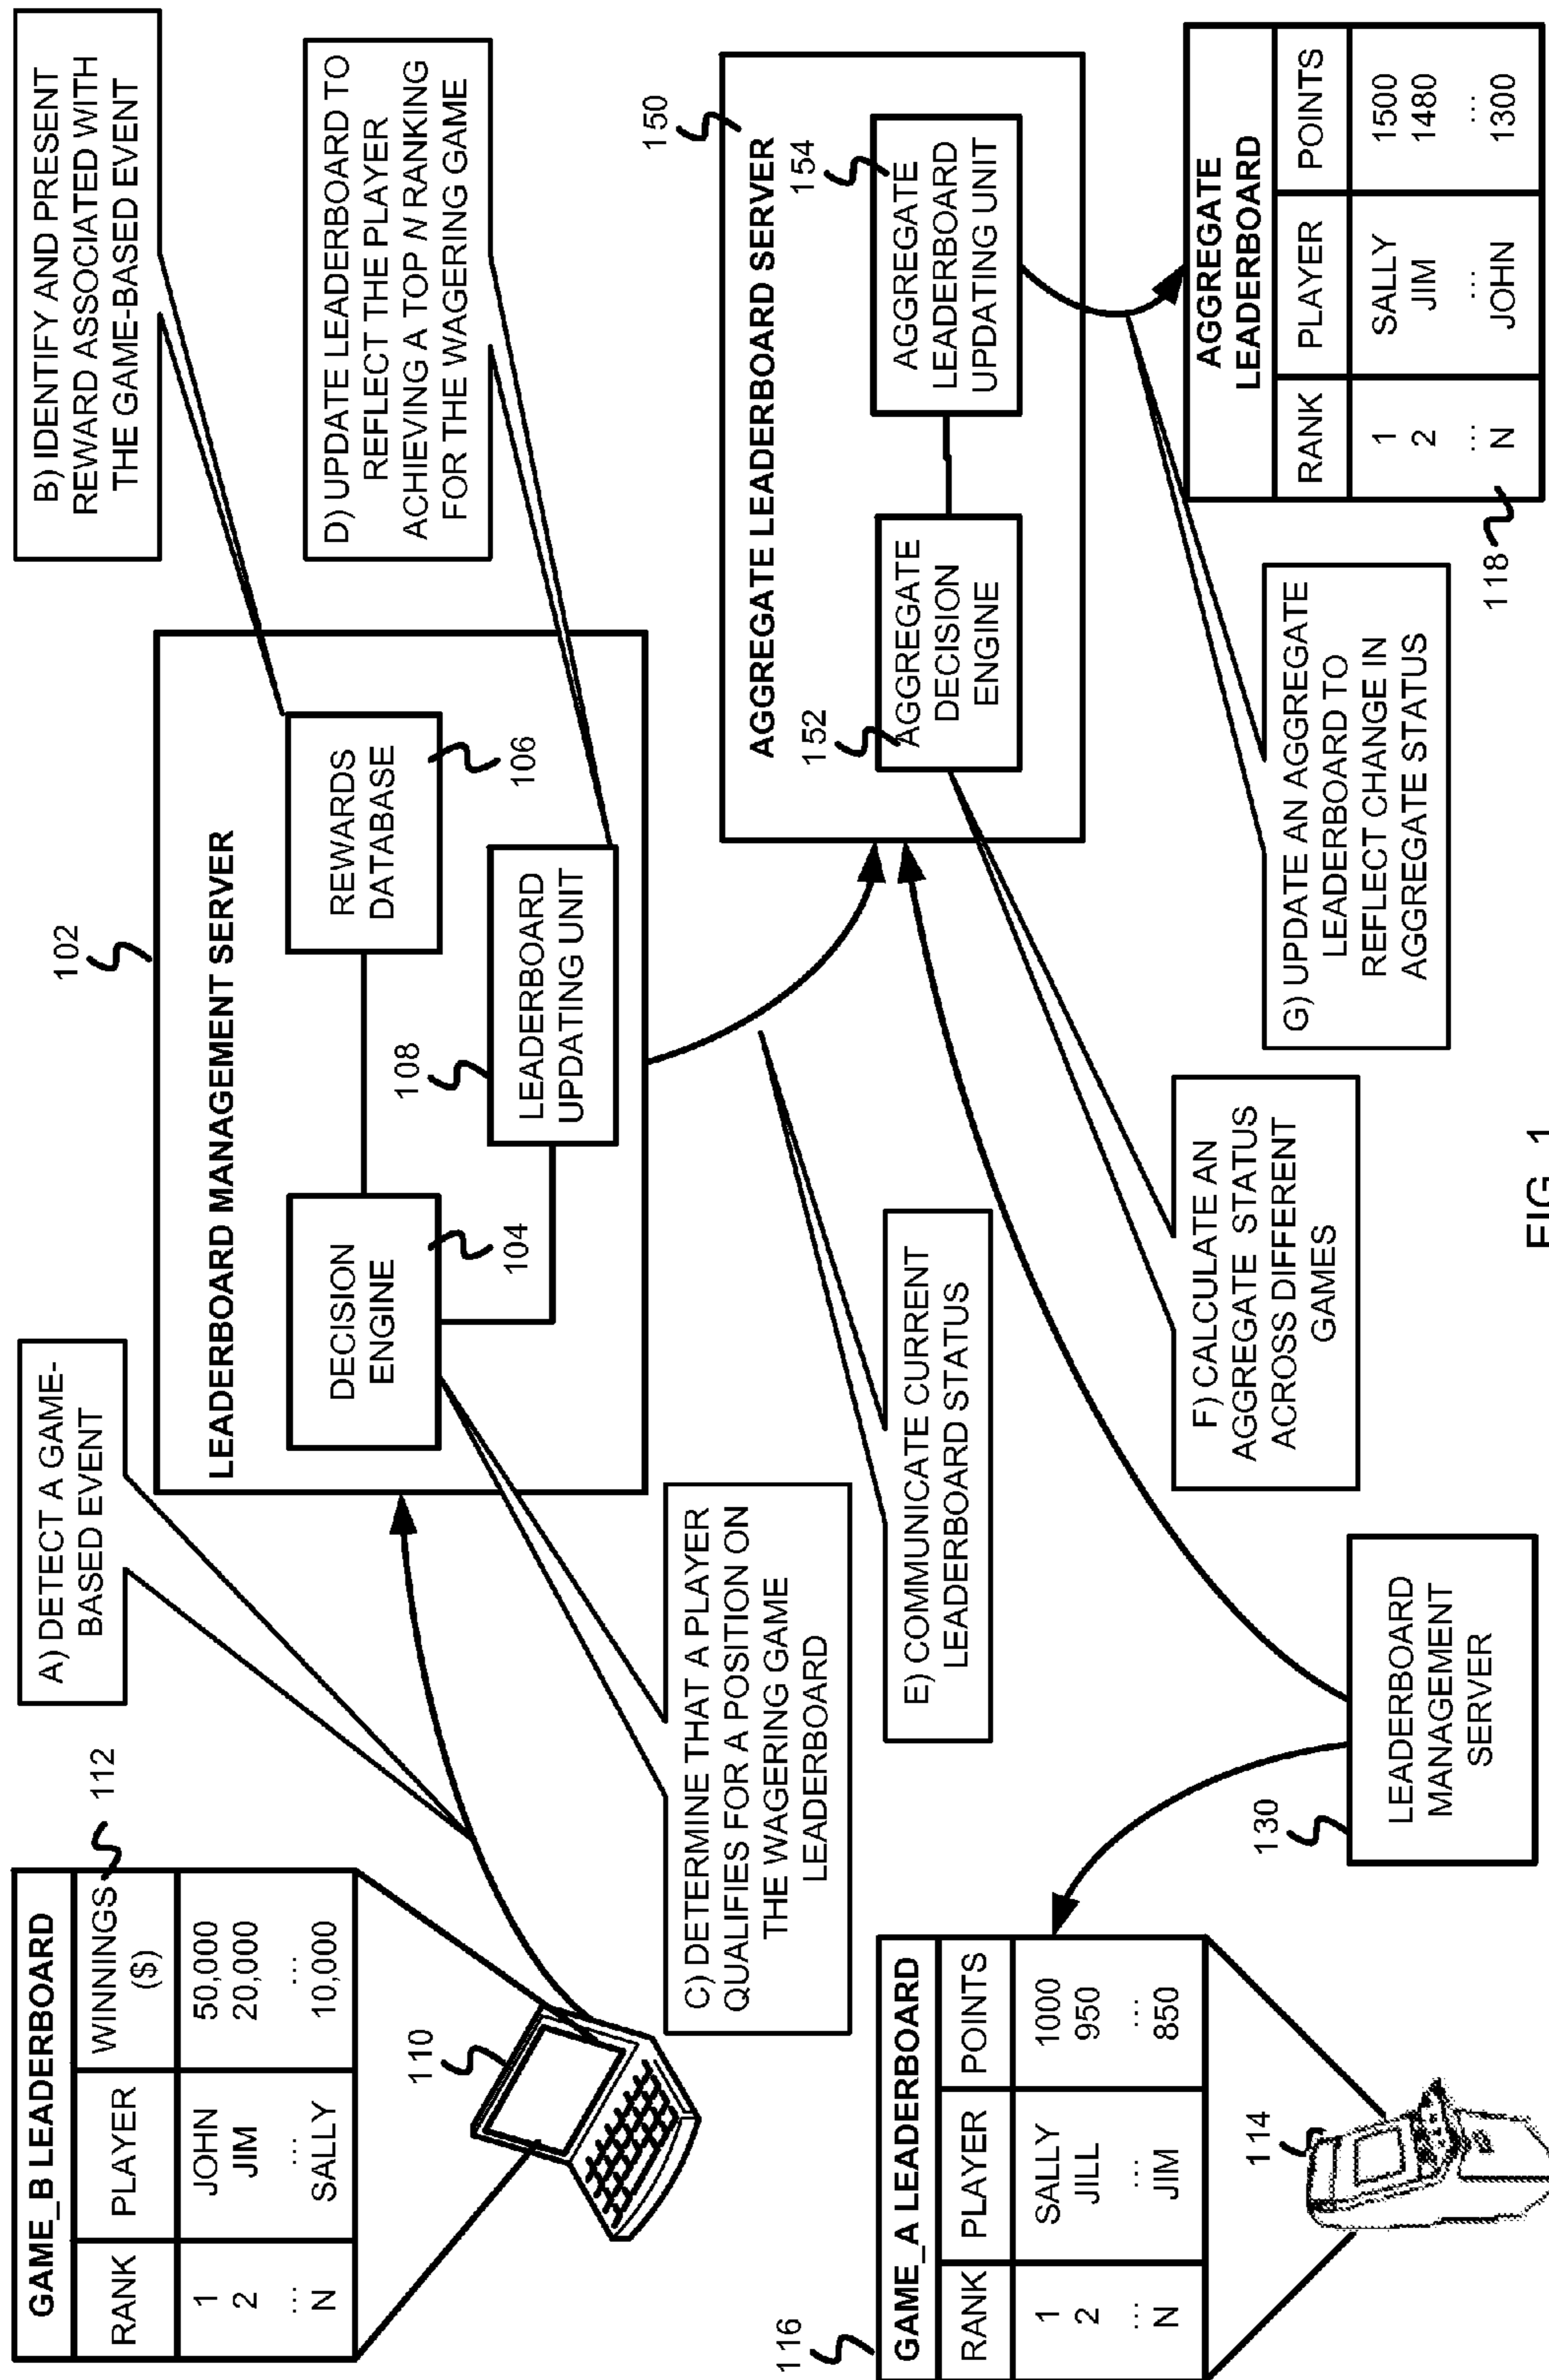 GAME_B LEADERBOARD
RANK PLAYER WINNINGS
($)
1 JOHN 50,000
2 JIM 20,000
... ... ...
N SALLY 10,000
112
110
A) DETECT A GAME-
BASED EVENT
102
LEADERBOARD MANAGEMENT SERVER
DECISION
ENGINE
104
REWARDS
DATABASE
106
108
LEADERBOARD
UPDATING UNIT
B) IDENTIFY AND PRESENT
REWARD ASSOCIATED WITH
THE GAME-BASED EVENT
C) DETERMINE THAT A PLAYER
QUALIFIES FOR A POSITION ON
THE WAGERING GAME
LEADERBOARD
D) UPDATE LEADERBOARD TO
REFLECT THE PLAYER
ACHIEVING A TOP N RANKING
FOR THE WAGERING GAME
116
GAME_A LEADERBOARD
RANK PLAYER POINTS
1 SALLY 1000
2 JILL 950
... ... ...
N JIM 850
114
130
LEADERBOARD
MANAGEMENT
SERVER
E) COMMUNICATE CURRENT
LEADERBOARD STATUS
150
AGGREGATE LEADERBOARD SERVER
152
AGGREGATE
DECISION
ENGINE
154
AGGREGATE
LEADERBOARD
UPDATING UNIT
F) CALCULATE AN
AGGREGATE STATUS
ACROSS DIFFERENT
GAMES
G) UPDATE AN AGGREGATE
LEADERBOARD TO
REFLECT CHANGE IN
AGGREGATE STATUS
118
AGGREGATE
LEADERBOARD
RANK PLAYER POINTS
1 SALLY 1500
2 JIM 1480
... ... ...
N JOHN 1300
FIG. 1